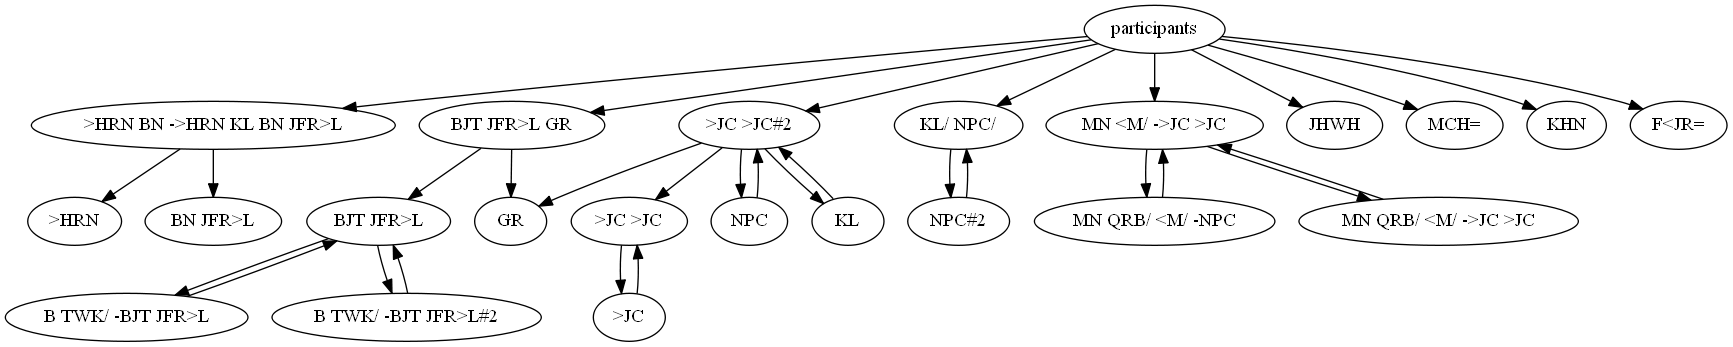 participants
>HRN BN ->HRN KL BN JFR>L
BJT JFR>L GR
>JC >JC#2
KL/ NPC/
MN <M/ ->JC >JC
JHWH
MCH=
KHN
F<JR=
>HRN
BN JFR>L
BJT JFR>L
GR
>JC >JC
NPC
KL
NPC#2
MN QRB/ <M/ -NPC
MN QRB/ <M/ ->JC >JC
B TWK/ -BJT JFR>L
B TWK/ -BJT JFR>L#2
>JC